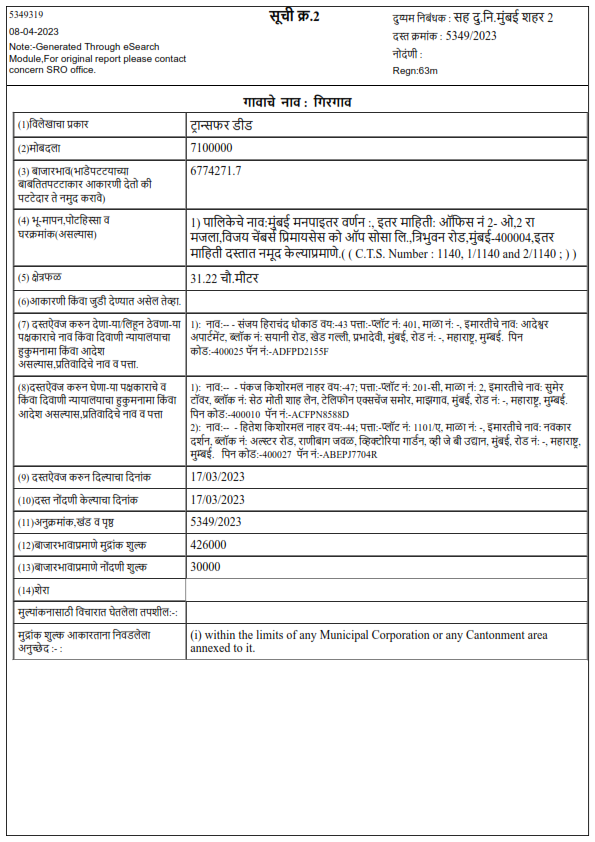 5349319
08-04-2023
Note:-Generated Through eSearch
Module,For original report please contact
concern SRO office.
सूची क्र.2
दुय्यम निबंधक : सह दु.नि.मुंबई शहर 2
दस्त क्रमांक : 5349/2023
नोदंणी :
Regn:63m
गावाचे नाव : गिरगाव
(1)विलेखाचा प्रकार
ट्रान्सफर डीड
(2)मोबदला
7100000
(3) बाजारभाव(भाडेपटटयाच्या
बाबतितपटटाकार आकारणी देतो की
पटटेदार ते नमुद करावे)
6774271.7
(4) भू-मापन,पोटहिस्सा व
घरक्रमांक(असल्यास)
1) पालिकेचे नाव:मुंबई मनपाइतर वर्णन :, इतर माहिती: ऑफिस नं 2- ओ,2 रा
मजला,विजय चेंबर्स प्रिमायसेस को ऑप सोसा लि.,त्रिभुवन रोड,मुंबई-400004,इतर
माहिती दस्तात नमूद केल्याप्रमाणे.( ( C.T.S. Number : 1140, 1/1140 and 2/1140 ; ) )
(5) क्षेत्रफळ
31.22 चौ.मीटर
(6)आकारणी किंवा जुडी देण्यात असेल तेव्हा.
(7) दस्तऐवज करुन देणा-या/लिहून ठेवणा-या
पक्षकाराचे नाव किंवा दिवाणी न्यायालयाचा
हुकुमनामा किंवा आदेश
असल्यास,प्रतिवादिचे नाव व पत्ता.
1): नाव:-- - संजय हिराचंद धोकाड वय:-43 पत्ता:-प्लॉट नं: 401, माळा नं: -, इमारतीचे नाव: आदेश्वर
अपार्टमेंट, ब्लॉक नं: सयानी रोड, खेड गल्ली, प्रभादेवी, मुंबई, रोड नं: -, महाराष्ट्र, मुम्बई. पिन
कोड:-400025 पॅन नं:-ADFPD2155F
(8)दस्तऐवज करुन घेणा-या पक्षकाराचे व
किंवा दिवाणी न्यायालयाचा हुकुमनामा किंवा
आदेश असल्यास,प्रतिवादिचे नाव व पत्ता
1): नाव:-- - पंकज किशोरमल नाहर वय:-47; पत्ता:-प्लॉट नं: 201-सी, माळा नं: 2, इमारतीचे नाव: सुमेर
टॉवर, ब्लॉक नं: सेठ मोती शाह लेन, टेलिफोन एक्सचेंज समोर, माझगाव, मुंबई, रोड नं: -, महाराष्ट्र, मुम्बई.
पिन कोड:-400010 पॅन नं:-ACFPN8588D
2): नाव:-- - हितेश किशोरमल नाहर वय:-44; पत्ता:-प्लॉट नं: 1101/ए, माळा नं: -, इमारतीचे नाव: नवकार
दर्शन, ब्लॉक नं: अल्स्टर रोड, राणीबाग जवळ, व्हिक्टोरिया गार्डन, व्ही जे बी उद्यान, मुंबई, रोड नं: -, महाराष्ट्र,
मुम्बई. पिन कोड:-400027 पॅन नं:-ABEPJ7704R
(9) दस्तऐवज करुन दिल्याचा दिनांक
17/03/2023
(10)दस्त नोंदणी केल्याचा दिनांक
17/03/2023
(11)अनुक्रमांक,खंड व पृष्ठ
5349/2023
(12)बाजारभावाप्रमाणे मुद्रांक शुल्क
426000
(13)बाजारभावाप्रमाणे नोंदणी शुल्क
30000
(14)शेरा
मुल्यांकनासाठी विचारात घेतलेला तपशील:-:
मुद्रांक शुल्क आकारताना निवडलेला
अनुच्छेद :- :
(i) within the limits of any Municipal Corporation or any Cantonment area
annexed to it.